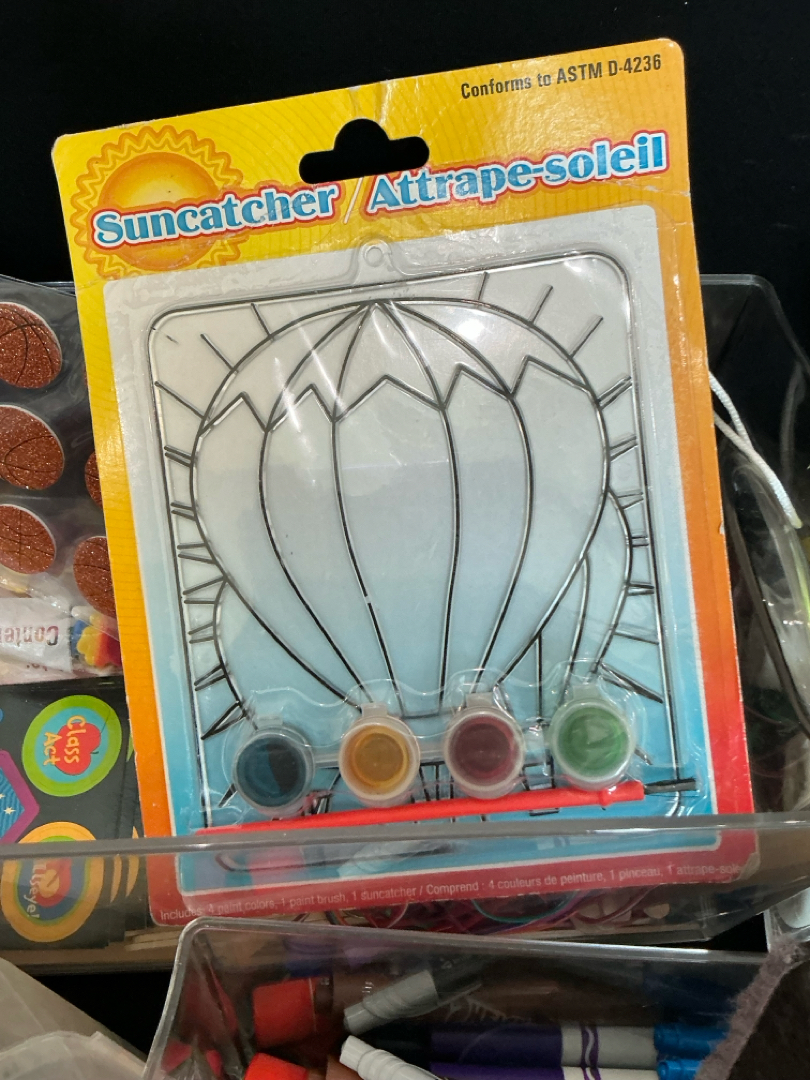 Conforms to ASTM D-4236
Suncatcher / Attrape-soleil
Class
Act
Includes: 4 paint colors, 1 paint brush, 1 suncatcher / Comprend : 4 couleurs de peinture, 1 pinceau, 1 attrape-soleil